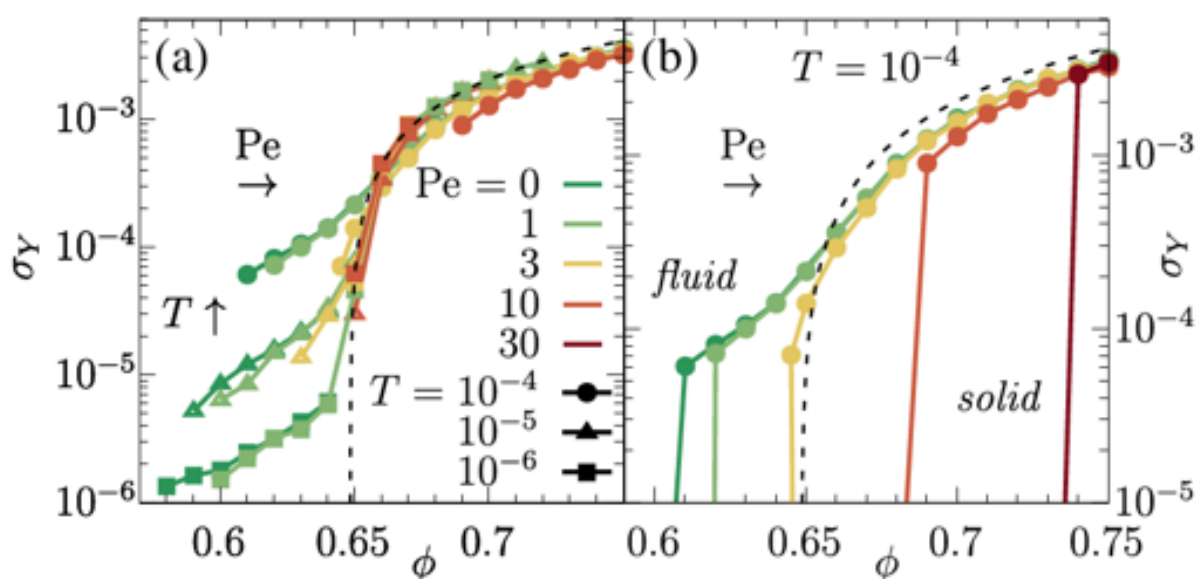 (a)
10⁻³
10⁻⁴
10⁻⁵
10⁻⁶
σ_Y
Pe
→
T ↑
Pe = 0
1
3
10
30
T = 10⁻⁴
10⁻⁵
10⁻⁶
0.6
0.65
0.7
ϕ
(b)
T = 10⁻⁴
Pe
→
fluid
solid
10⁻³
10⁻⁴
10⁻⁵
σ_Y
0.6
0.65
0.7
0.75
ϕ